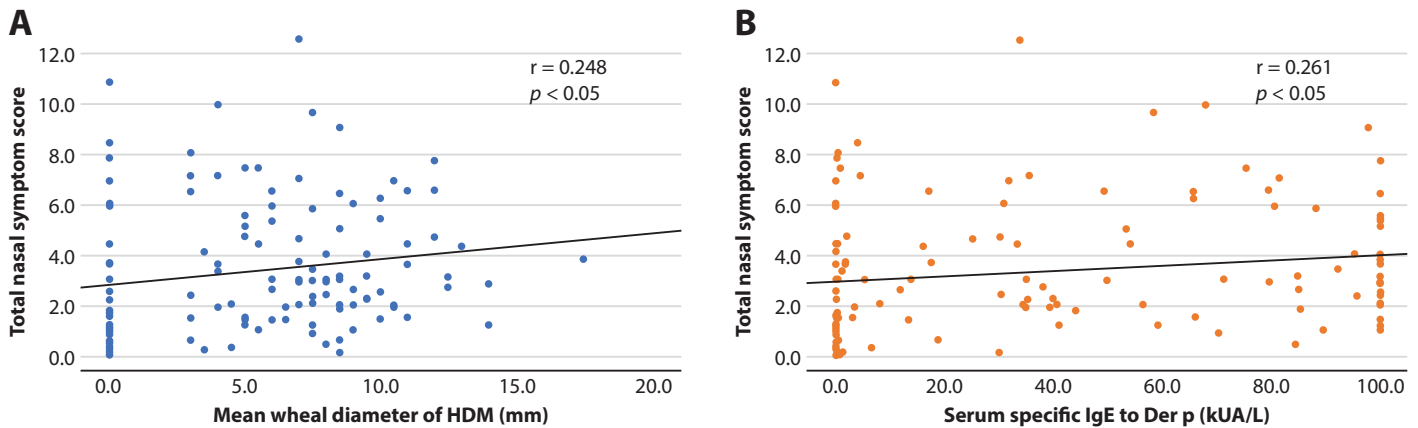 A
Total nasal symptom score
12.0
10.0
8.0
6.0
4.0
2.0
0.0
r = 0.248
p < 0.05
0.0 5.0 10.0 15.0 20.0
Mean wheal diameter of HDM (mm)
B
Total nasal symptom score
12.0
10.0
8.0
6.0
4.0
2.0
0.0
r = 0.261
p < 0.05
0.0 20.0 40.0 60.0 80.0 100.0
Serum specific IgE to Der p (kUA/L)